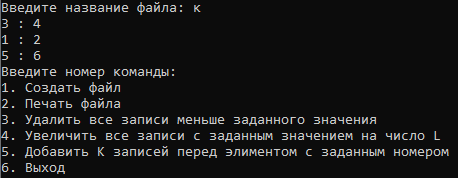 Введите название файла: к
3 : 4
1 : 2
5 : 6
Введите номер команды:
1. Создать файл
2. Печать файла
3. Удалить все записи меньше заданного значения
4. Увеличить все записи с заданным значением на число L
5. Добавить К записей перед элиментом с заданным номером
6. Выход